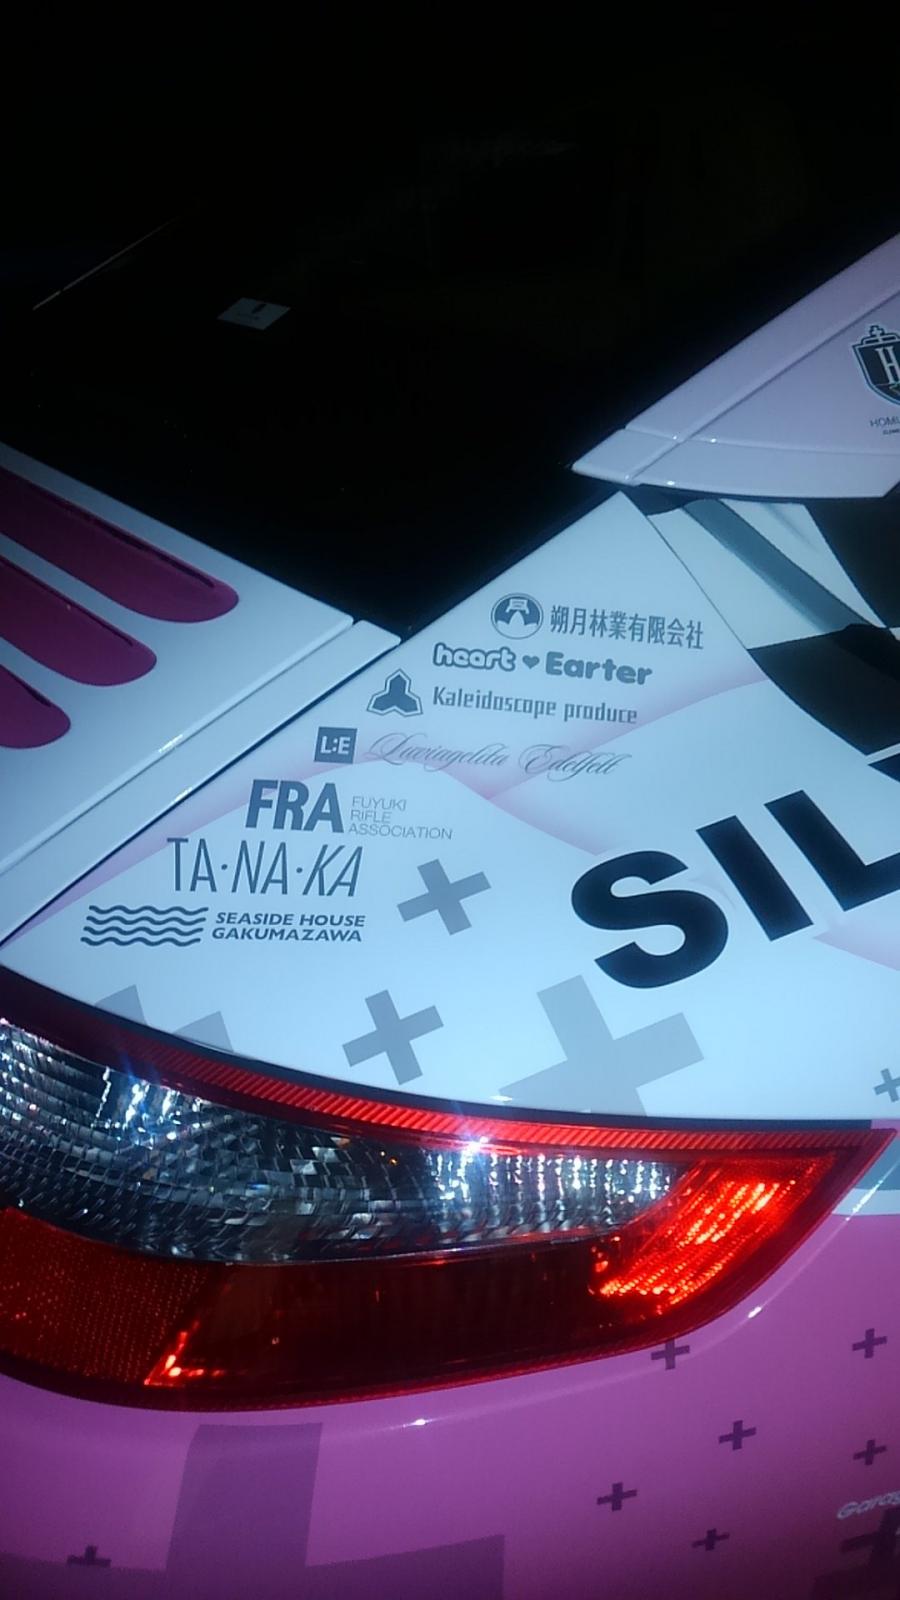 H
朔月林業有限会社
heart ❤ Earter
Kaleidoscope produce
L:E Luviagelita Edelfelt
FRA FUYUKI
RIFLE
ASSOCIATION
TA·NA·KA
SEASIDE HOUSE
GAKUMAZAWA
SIL